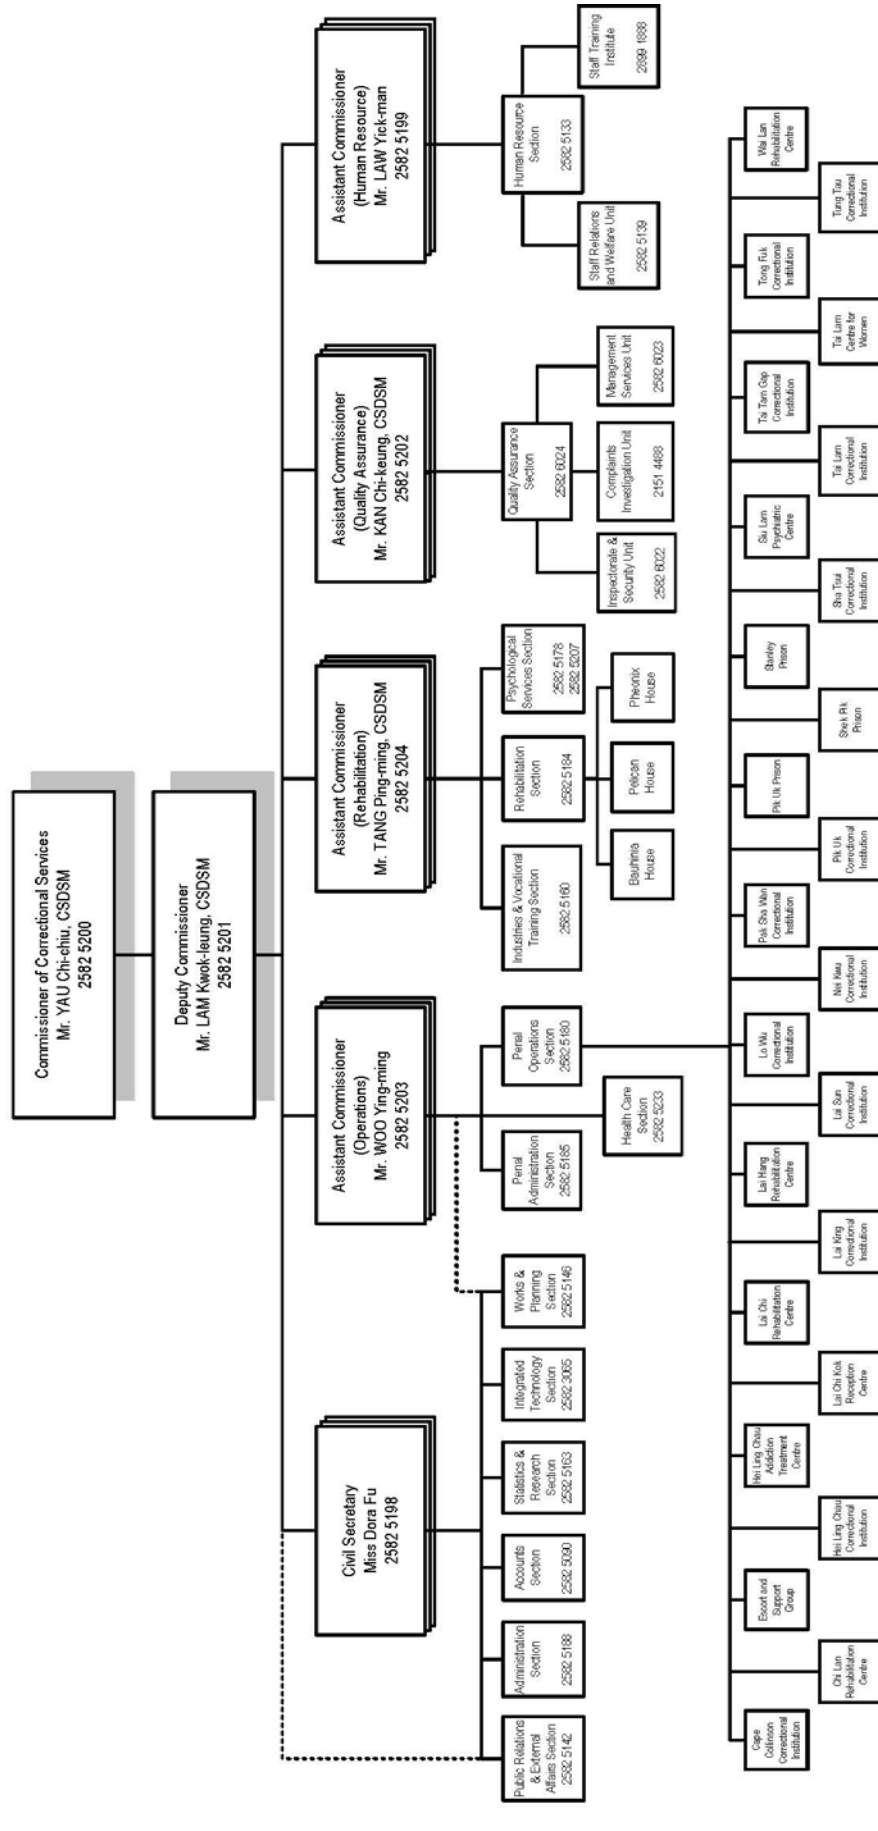 Commissioner of Correctional Services
Mr. YAU Chi-chiu, CSDSM
2582 5200
Deputy Commissioner
Mr. LAM Kwok-leung, CSDSM
2582 5201
Civil Secretary
Miss Dora Fu
2582 5198
Assistant Commissioner
(Operations)
Mr. WOO Ying-ming
2582 5203
Assistant Commissioner
(Rehabilitation)
Mr. TANG Ping-ming, CSDSM
2582 5204
Assistant Commissioner
(Quality Assurance)
Mr. KAN Chi-keung, CSDSM
2582 5202
Assistant Commissioner
(Human Resource)
Mr. LAW Yick-man
2582 5199
Public Relations
& External
Affairs Section
2582 5142
Administration
Section
2582 5188
Accounts
Section
2582 5090
Statistics &
Research
Section
2582 5163
Integrated
Technology
Section
2582 3065
Works &
Planning
Section
2582 5146
Penal
Administration
Section
2582 5185
Penal
Operations
Section
2582 5180
Health Care
Section
2582 5233
Industries & Vocational
Training Section
2582 5160
Rehabilitation
Section
2582 5184
Psychological
Services Section
2582 5178
2582 5207
Bauhinia
House
Pelican
House
Pheonix
House
Quality Assurance
Section
2582 6024
Inspectorate &
Security Unit
2582 6022
Complaints
Investigation Unit
2151 4488
Management
Services Unit
2582 6023
Human Resource
Section
2582 5133
Staff Relations
and Welfare Unit
2582 5139
Staff Training
Institute
2899 1888
Cape
Collinson
Correctional
Institution
Chi Lan
Rehabilitation
Centre
Escort and
Support
Group
Hei Ling Chau
Correctional
Institution
Hei Ling Chau
Addiction
Treatment
Centre
Lai Chi Kok
Reception
Centre
Lai Chi
Rehabilitation
Centre
Lai King
Correctional
Institution
Lai Hang
Rehabilitation
Centre
Lai Sun
Correctional
Institution
Lo Wu
Correctional
Institution
Nei Kwu
Correctional
Institution
Pak Sha Wan
Correctional
Institution
Pik Uk
Correctional
Institution
Pik Uk Prison
Shek Pik
Prison
Stanley
Prison
Sha Tsui
Correctional
Institution
Siu Lam
Psychiatric
Centre
Tai Lam
Correctional
Institution
Tai Tam Gap
Correctional
Institution
Tai Lam
Centre for
Women
Tong Fuk
Correctional
Institution
Tung Tau
Correctional
Institution
Wai Lan
Rehabilitation
Centre